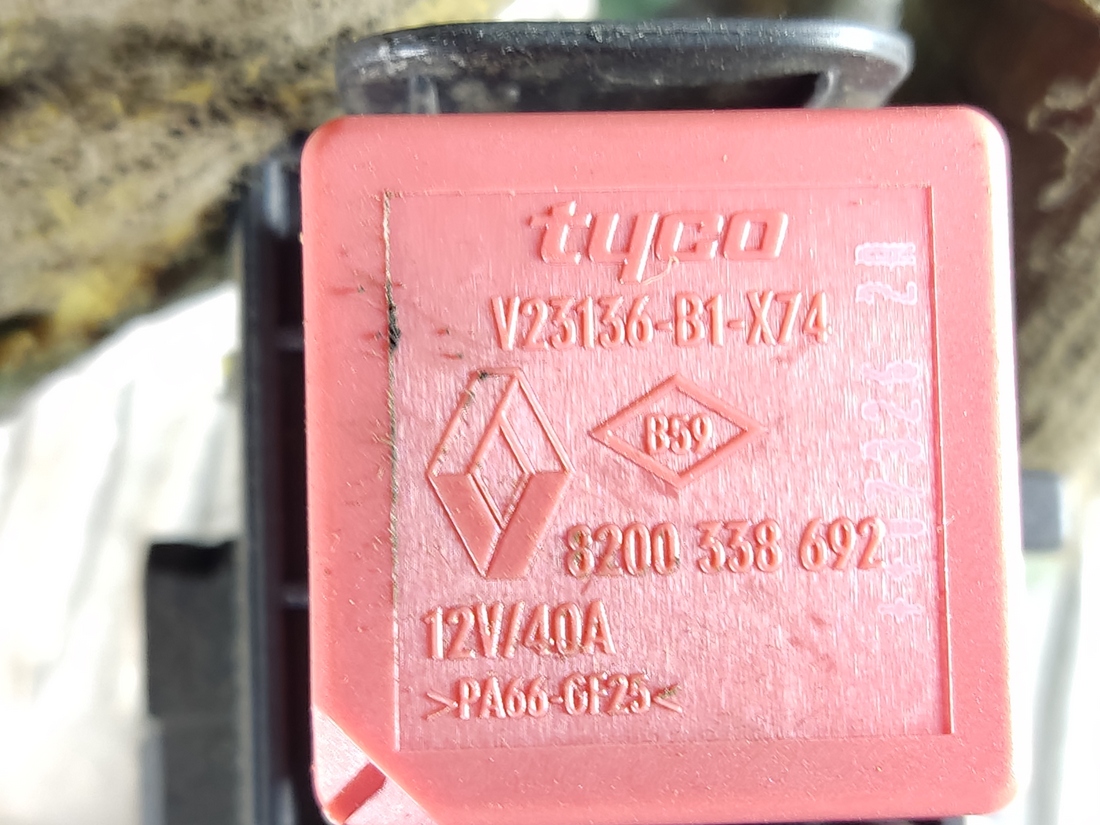 tyco
V23136-B1-X74
B59
8200 338 692
12V/40A
>PA66-GF25<